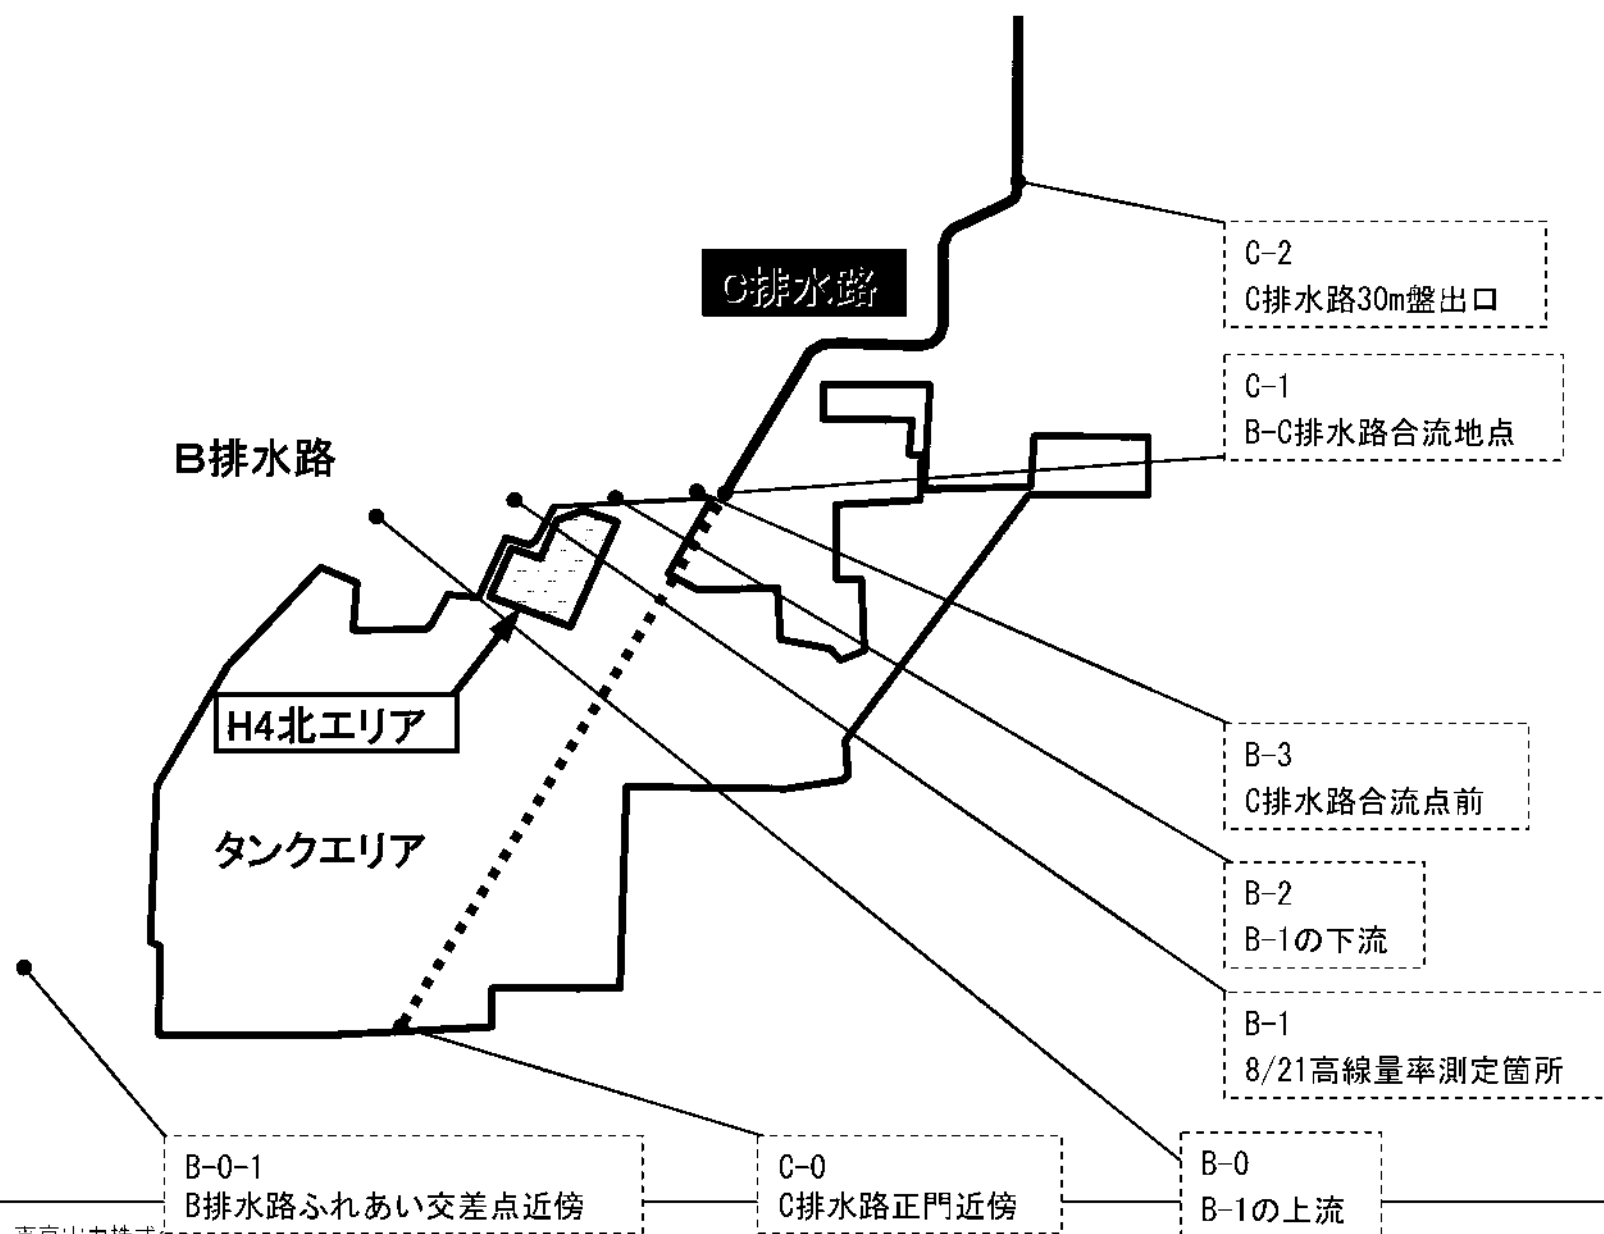 C-2
C排水路30m盤出口
C排水路
C-1
B-C排水路合流地点
B排水路
H4北エリア
B-3
C排水路合流点前
タンクエリア
B-2
B-1の下流
B-1
8/21高線量率測定箇所
B-0-1
B排水路ふれあい交差点近傍
C-0
C排水路正門近傍
B-0
B-1の上流